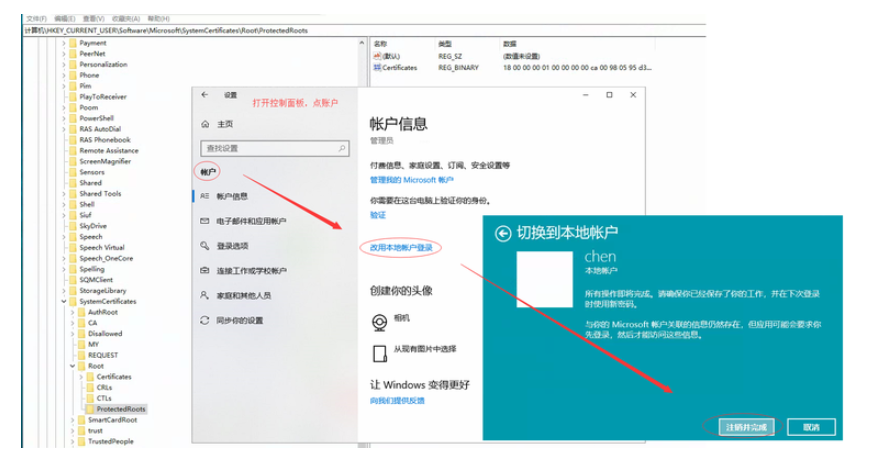 文件(F) 编辑(E) 查看(V) 收藏夹(A) 帮助(H)
计算机\HKEY_CURRENT_USER\Software\Microsoft\SystemCertificates\Root\ProtectedRoots
Payment
PeerNet
Personalization
Phone
Pim
PlayToReceiver
Poom
PowerShell
RAS AutoDial
RAS Phonebook
Remote Assistance
ScreenMagnifier
Sensors
Shared
Shared Tools
Shell
Siuf
SkyDrive
Speech
Speech Virtual
Speech_OneCore
Spelling
SQMClient
StorageLibrary
SystemCertificates
AuthRoot
CA
Disallowed
MY
REQUEST
Root
Certificates
CRLs
CTLs
ProtectedRoots
SmartCardRoot
trust
TrustedPeople
名称 类型 数据
(默认) REG_SZ (数值未设置)
Certificates REG_BINARY 18 00 00 00 01 00 00 00 00 ca 00 98 05 95 d3...
设置
打开控制面板，点账户
主页
查找设置
帐户
帐户信息
电子邮件和应用帐户
登录选项
连接工作或学校帐户
家庭和其他人员
同步你的设置
帐户信息
管理员
付费信息、家庭设置、订阅、安全设置等
管理我的 Microsoft 帐户
你需要在这台电脑上验证你的身份。
验证
改用本地帐户登录
创建你的头像
相机
从现有图片中选择
让 Windows 变得更好
向我们提供反馈
切换到本地帐户
chen
本地帐户
所有操作即将完成。请确保你已经保存了你的工作，并在下次登录
时使用新密码。
与你的 Microsoft 帐户关联的信息仍然存在，但应用可能会要求你
先登录，然后才能访问这些信息。
注销并完成 取消